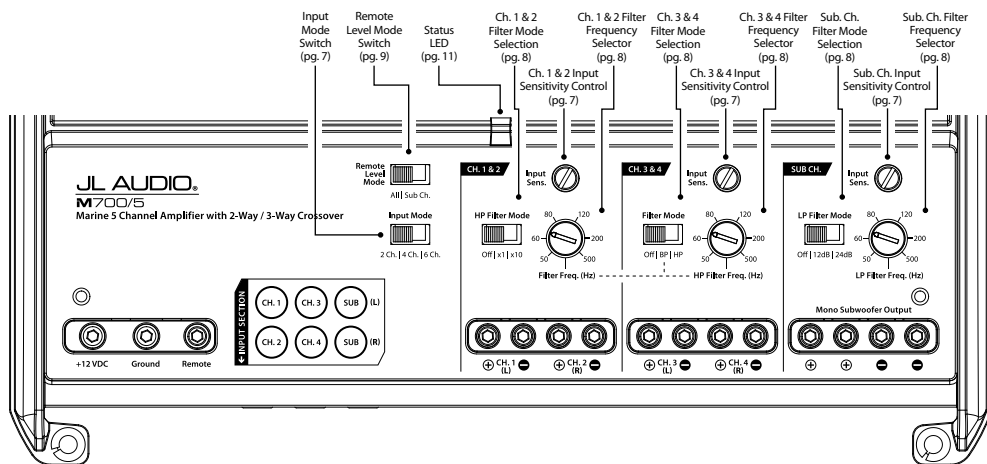 Input
Mode
Switch
(pg. 7)
Remote
Level Mode
Switch
(pg. 9)
Status
LED
(pg. 11)
Ch. 1 & 2
Filter Mode
Selection
(pg. 8)
Ch. 1 & 2 Filter
Frequency
Selector
(pg. 8)
Ch. 3 & 4
Filter Mode
Selection
(pg. 8)
Ch. 3 & 4 Filter
Frequency
Selector
(pg. 8)
Sub. Ch.
Filter Mode
Selection
(pg. 8)
Sub. Ch. Filter
Frequency
Selector
(pg. 8)
Ch. 1 & 2 Input
Sensitivity Control
(pg. 7)
Ch. 3 & 4 Input
Sensitivity Control
(pg. 7)
Sub. Ch. Input
Sensitivity Control
(pg. 7)
JL AUDIO®
M700/5
Marine 5 Channel Amplifier with 2-Way / 3-Way Crossover
Remote
Level
Mode
All | Sub Ch.
Input Mode
2 Ch. | 4 Ch. | 6 Ch.
CH. 1 & 2
Input
Sens.
HP Filter Mode
Off | x1 | x10
80 120
60 200
50 500
Filter Freq. (Hz)
CH. 3 & 4
Input
Sens.
Filter Mode
Off | BP | HP
80 120
60 200
50 500
HP Filter Freq. (Hz)
SUB CH.
Input
Sens.
LP Filter Mode
Off | 12dB | 24dB
80 120
60 200
50 500
LP Filter Freq. (Hz)
Mono Subwoofer Output
+12 VDC Ground Remote
INPUT SECTION
CH. 1 CH. 3 SUB (L)
CH. 2 CH. 4 SUB (R)
CH. 1
(L)
CH. 2
(R)
CH. 3
(L)
CH. 4
(R)